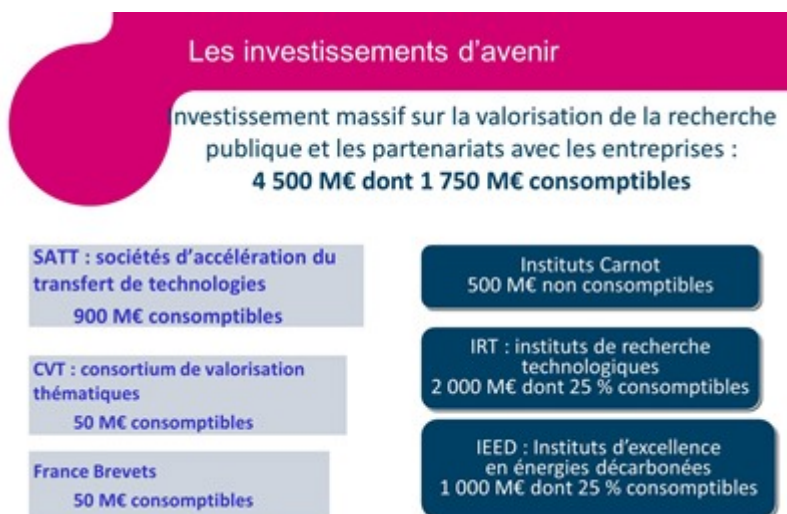 Les investissements d'avenir
Investissement massif sur la valorisation de la recherche
publique et les partenariats avec les entreprises :
4 500 M€ dont 1 750 M€ consomptibles
SATT : sociétés d'accélération du
transfert de technologies
900 M€ consomptibles
CVT : consortium de valorisation
thématiques
50 M€ consomptibles
France Brevets
50 M€ consomptibles
Instituts Carnot
500 M€ non consomptibles
IRT : instituts de recherche
technologiques
2 000 M€ dont 25 % consomptibles
IEED : Instituts d'excellence
en énergies décarbonées
1 000 M€ dont 25 % consomptibles